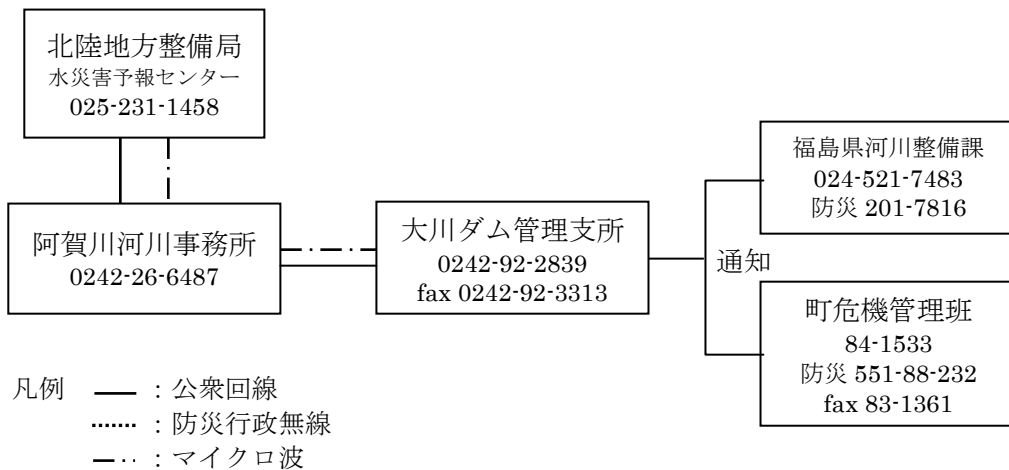 北陸地方整備局
水災害予報センター
025-231-1458
阿賀川河川事務所
0242-26-6487
大川ダム管理支所
0242-92-2839
fax 0242-92-3313
通知
福島県河川整備課
024-521-7483
防災 201-7816
町危機管理班
84-1533
防災 551-88-232
fax 83-1361
凡例 ：公衆回線
：防災行政無線
：マイクロ波